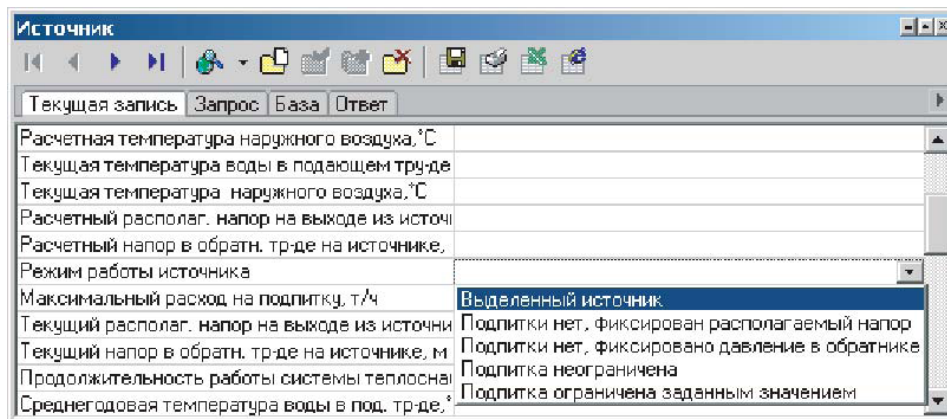 Источник
Текущая запись Запрос База Ответ
Расчетная температура наружного воздуха,°C
Текущая температура воды в подающем тру-де
Текущая температура наружного воздуха,°C
Расчетный располаг. напор на выходе из источ
Расчетный напор в обратн. тр-де на источнике,
Режим работы источника
Максимальный расход на подпитку, т/ч
Выделенный источник
Текущий располаг. напор на выходе из источни
Подпитки нет, фиксирован располагаемый напор
Текущий напор в обратн. тр-де на источнике, м
Подпитки нет, фиксировано давление в обратнике
Подпитка неограничена
Продолжительность работы системы теплосна
Подпитка ограничена заданным значением
Среднегодовая температура воды в под. тр-де,°